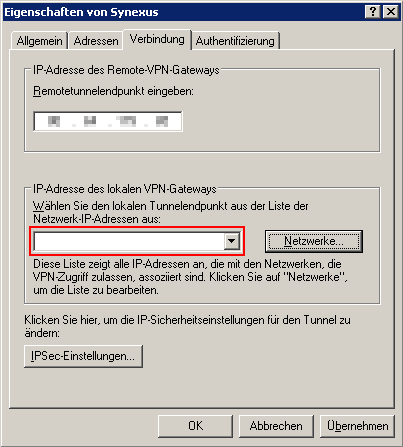 Eigenschaften von Synexus
Allgemein Adressen Verbindung Authentifizierung
IP-Adresse des Remote-VPN-Gateways
Remotetunnelendpunkt eingeben:
IP-Adresse des lokalen VPN-Gateways
Wählen Sie den lokalen Tunnelendpunkt aus der Liste der
Netzwerk-IP-Adressen aus:
Netzwerke...
Diese Liste zeigt alle IP-Adressen an, die mit den Netzwerken, die
VPN-Zugriff zulassen, assoziiert sind. Klicken Sie auf "Netzwerke",
um die Liste zu bearbeiten.
Klicken Sie hier, um die IP-Sicherheitseinstellungen für den Tunnel zu
ändern:
IPSec-Einstellungen...
OK Abbrechen Übernehmen